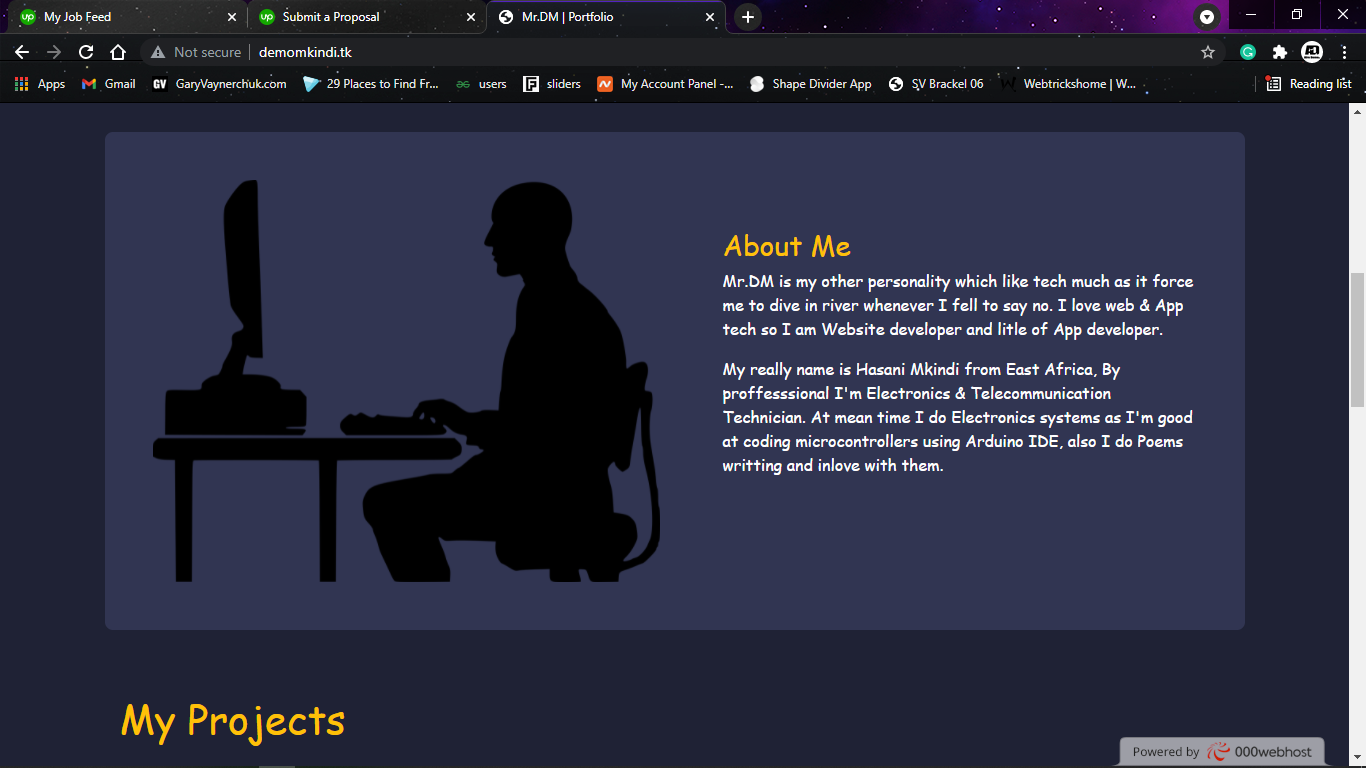 My Job Feed
Submit a Proposal
Mr.DM | Portfolio
Not secure
demomkindi.tk
Apps
Gmail
GV
GaryVaynerchuk.com
29 Places to Find Fr...
users
sliders
My Account Panel -...
Shape Divider App
SV Brackel 06
Webtrickshome | W...
Reading list
About Me
Mr.DM is my other personality which like tech much as it force
me to dive in river whenever I fell to say no. I love web & App
tech so I am Website developer and litle of App developer.
My really name is Hasani Mkindi from East Africa, By
proffesssional I'm Electronics & Telecommunication
Technician. At mean time I do Electronics systems as I'm good
at coding microcontrollers using Arduino IDE, also I do Poems
writting and inlove with them.
My Projects
Powered by 000webhost